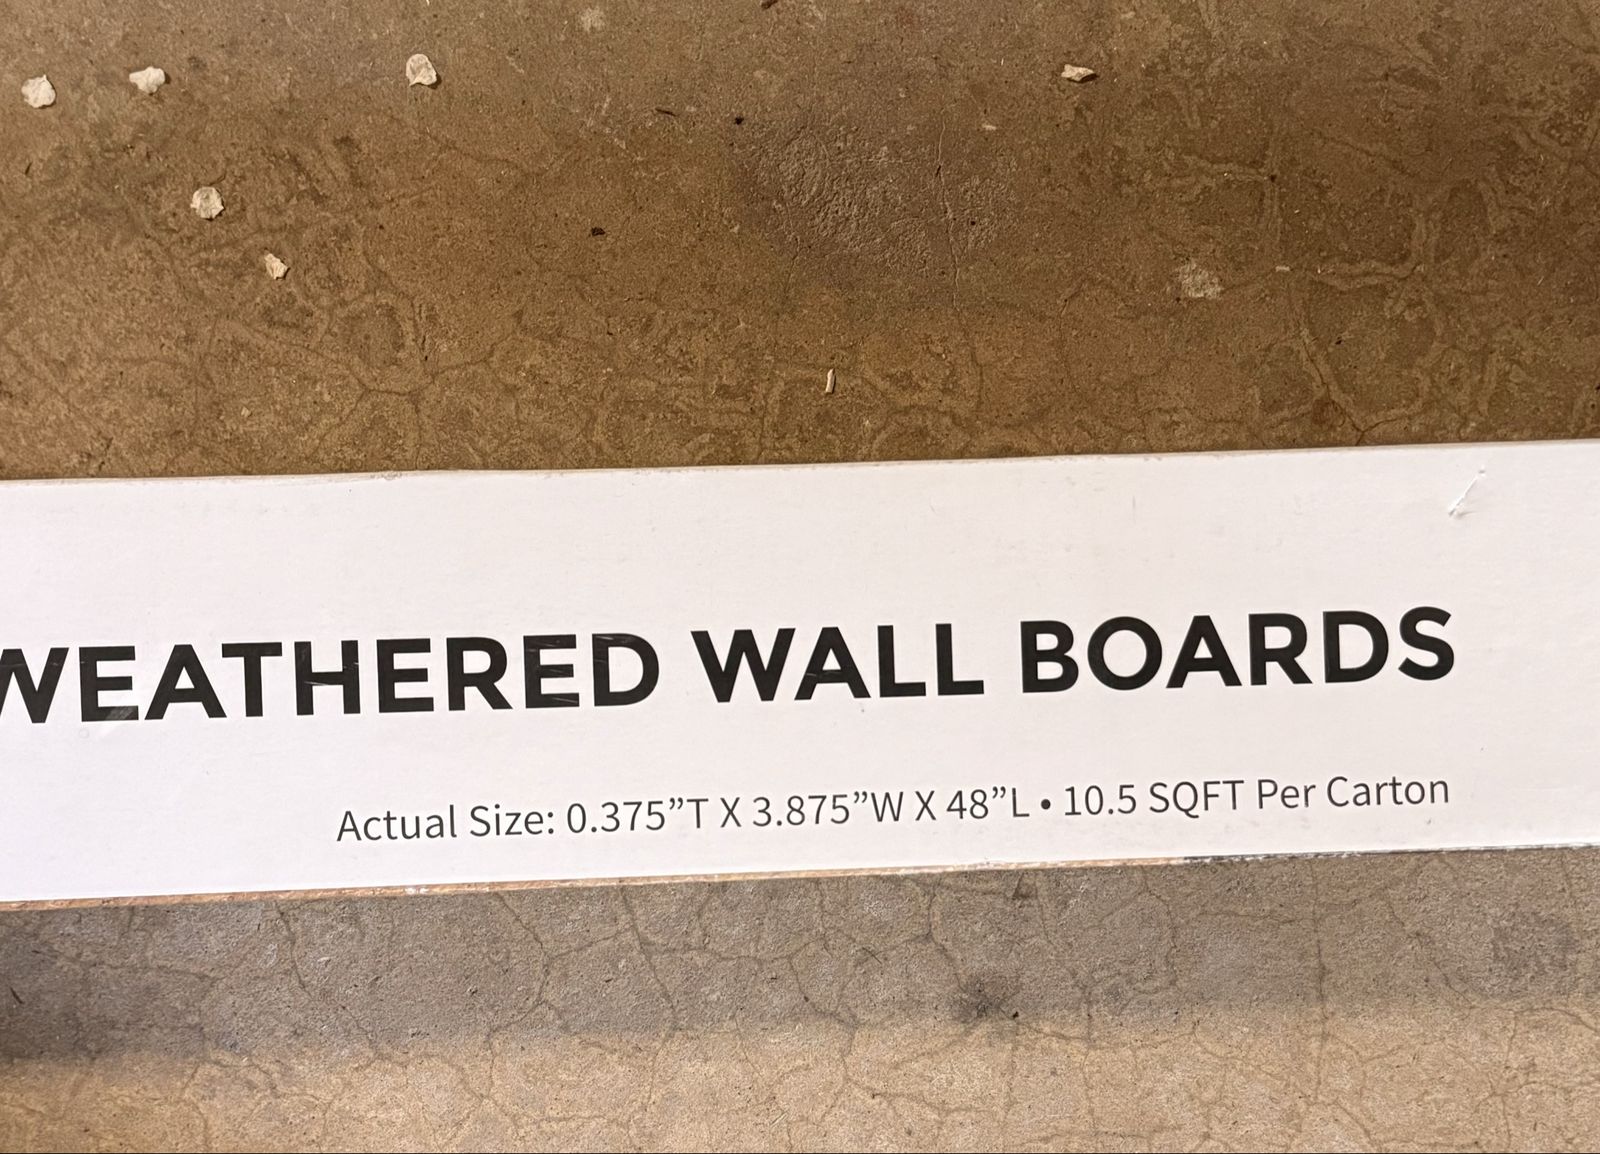 WEATHERED WALL BOARDS
Actual Size: 0.375”T X 3.875”W X 48”L • 10.5 SQFT Per Carton